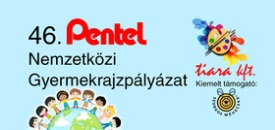 46. Pentel
Nemzetközi
Gyermekrajzpályázat
tiara kft.
Kiemelt támogató: